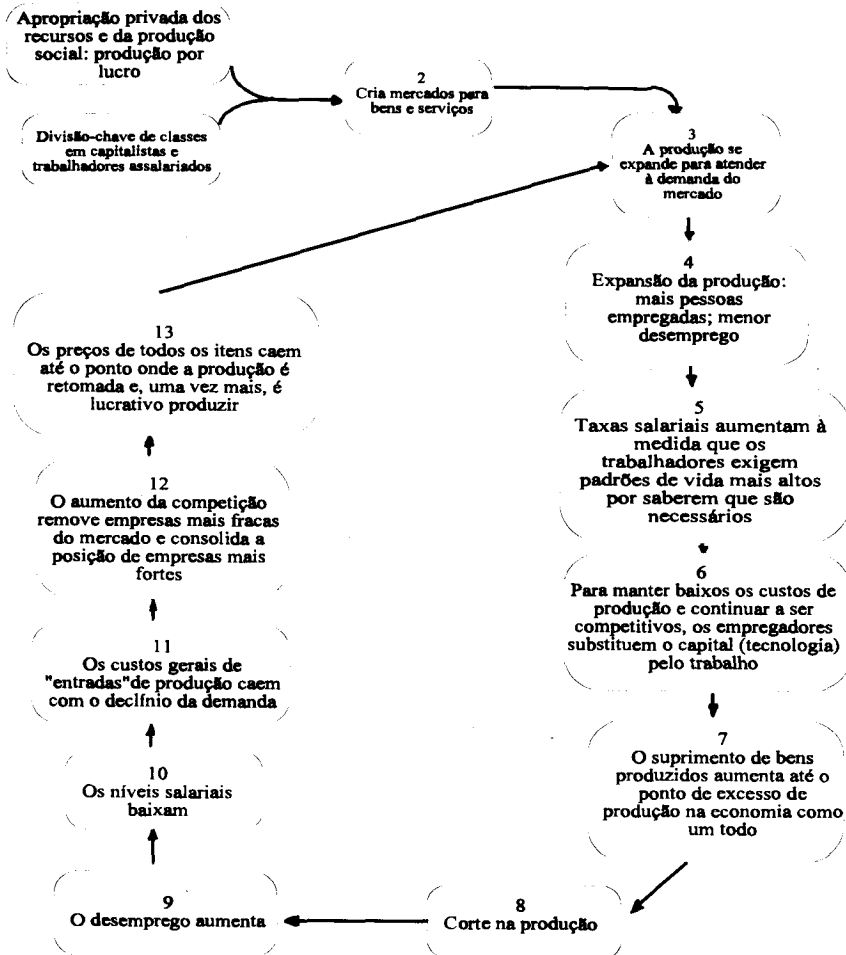 Apropriação privada dos
recursos e da produção
social: produção por
lucro
Divisão-chave de classes
em capitalistas e
trabalhadores assalariados
2
Cria mercados para
bens e serviços
3
A produção se
expande para atender
à demanda do
mercado
4
Expansão da produção:
mais pessoas
empregadas; menor
desemprego
5
Taxas salariais aumentam à
medida que os
trabalhadores exigem
padrões de vida mais altos
por saberem que são
necessários
6
Para manter baixos os custos de
produção e continuar a ser
competitivos, os empregadores
substituem o capital (tecnologia)
pelo trabalho
7
O suprimento de bens
produzidos aumenta até o
ponto de excesso de
produção na economia como
um todo
8
Corte na produção
9
O desemprego aumenta
10
Os níveis salariais
baixam
11
Os custos gerais de
"entradas"de produção caem
com o declínio da demanda
12
O aumento da competição
remove empresas mais fracas
do mercado e consolida a
posição de empresas mais
fortes
13
Os preços de todos os itens caem
até o ponto onde a produção é
retomada e, uma vez mais, é
lucrativo produzir